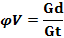 φV = Gd/Gt